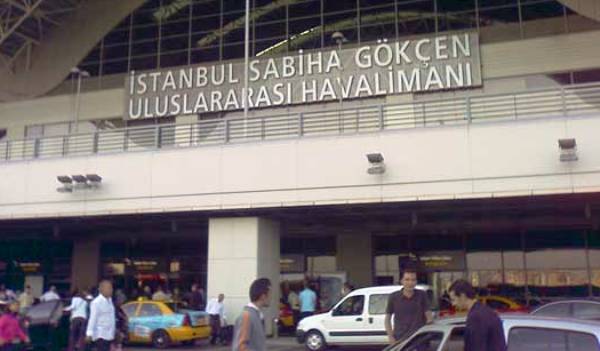 İSTANBUL SABİHA GÖKÇEN
ULUSLARARASI HAVALİMANI